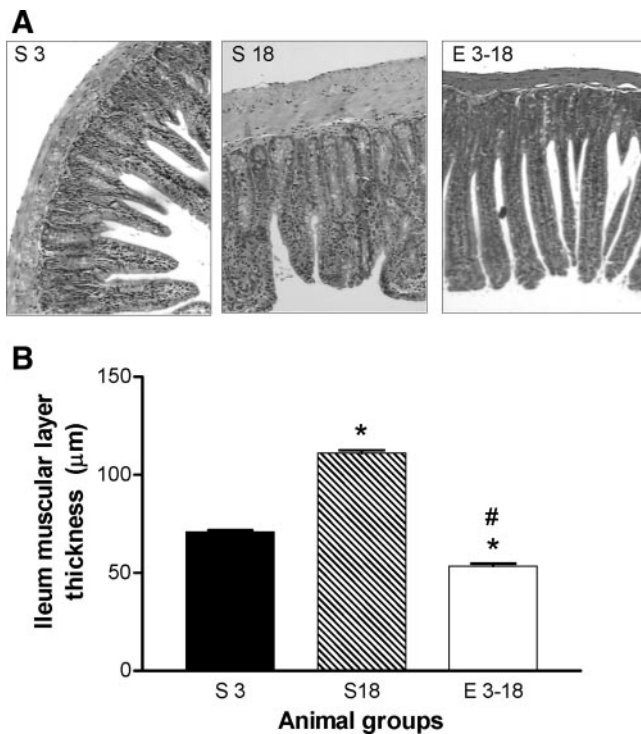 A
S 3
S 18
E 3-18
B
Ileum muscular layer
thickness (μm)
150
100
50
0
*
#
*
S 3
S18
E 3-18
Animal groups